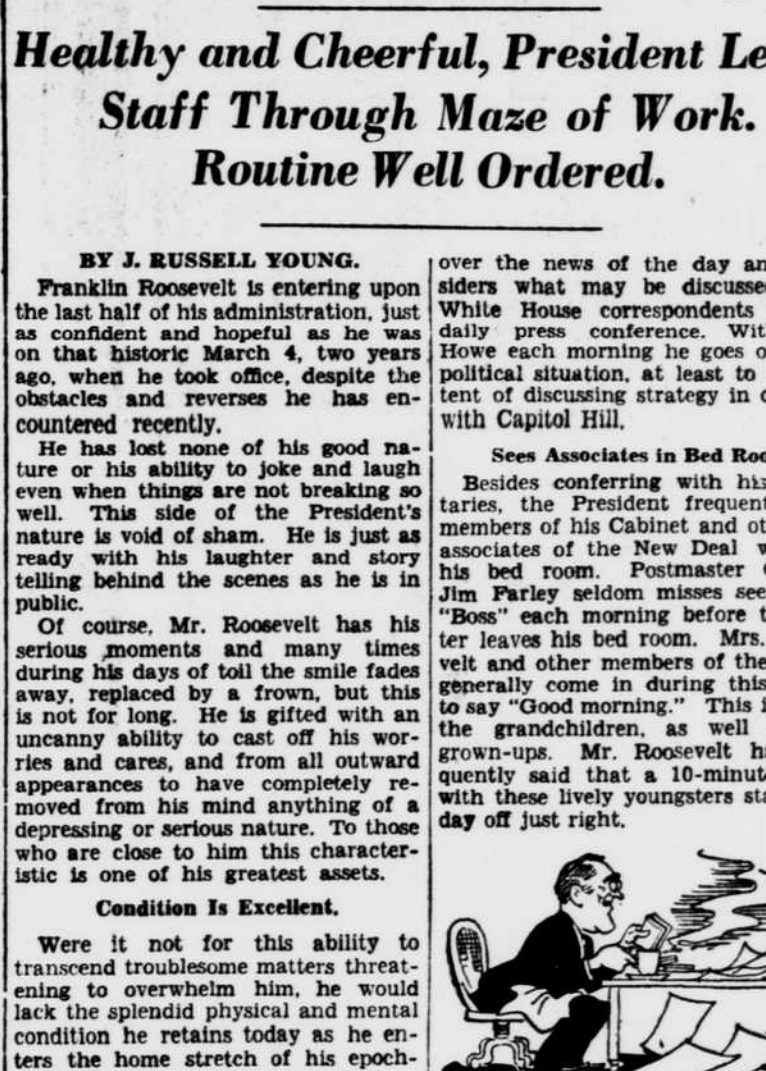 Healthy and Cheerful, President Le
Staff Through Maze of Work.
Routine Well Ordered.
BY J. RUSSELL YOUNG.
Franklin Roosevelt is entering upon
the last half of his administration, just
as confident and hopeful as he was
on that historic March 4, two years
ago, when he took office, despite the
obstacles and reverses he has en-
countered recently.
He has lost none of his good na-
ture or his ability to joke and laugh
even when things are not breaking so
well. This side of the President's
nature is void of sham. He is just as
ready with his laughter and story
telling behind the scenes as he is in
public.
Of course, Mr. Roosevelt has his
serious moments and many times
during his days of toil the smile fades
away, replaced by a frown, but this
is not for long. He is gifted with an
uncanny ability to cast off his wor-
ries and cares, and from all outward
appearances to have completely re-
moved from his mind anything of a
depressing or serious nature. To those
who are close to him this character-
istic is one of his greatest assets.
Condition Is Excellent.
Were it not for this ability to
transcend troublesome matters threat-
ening to overwhelm him, he would
lack the splendid physical and mental
condition he retains today as he en-
ters the home stretch of his epoch-
over the news of the day an
siders what may be discusse
White House correspondents
daily press conference. Wit
Howe each morning he goes o
political situation, at least to
tent of discussing strategy in c
with Capitol Hill.
Sees Associates in Bed Roo
Besides conferring with his
taries, the President frequent
members of his Cabinet and ot
associates of the New Deal w
his bed room. Postmaster G
Jim Farley seldom misses see
"Boss" each morning before t
ter leaves his bed room. Mrs.
velt and other members of the
generally come in during this
to say "Good morning." This i
the grandchildren, as well
grown-ups. Mr. Roosevelt ha
quently said that a 10-minut
with these lively youngsters sta
day off just right.